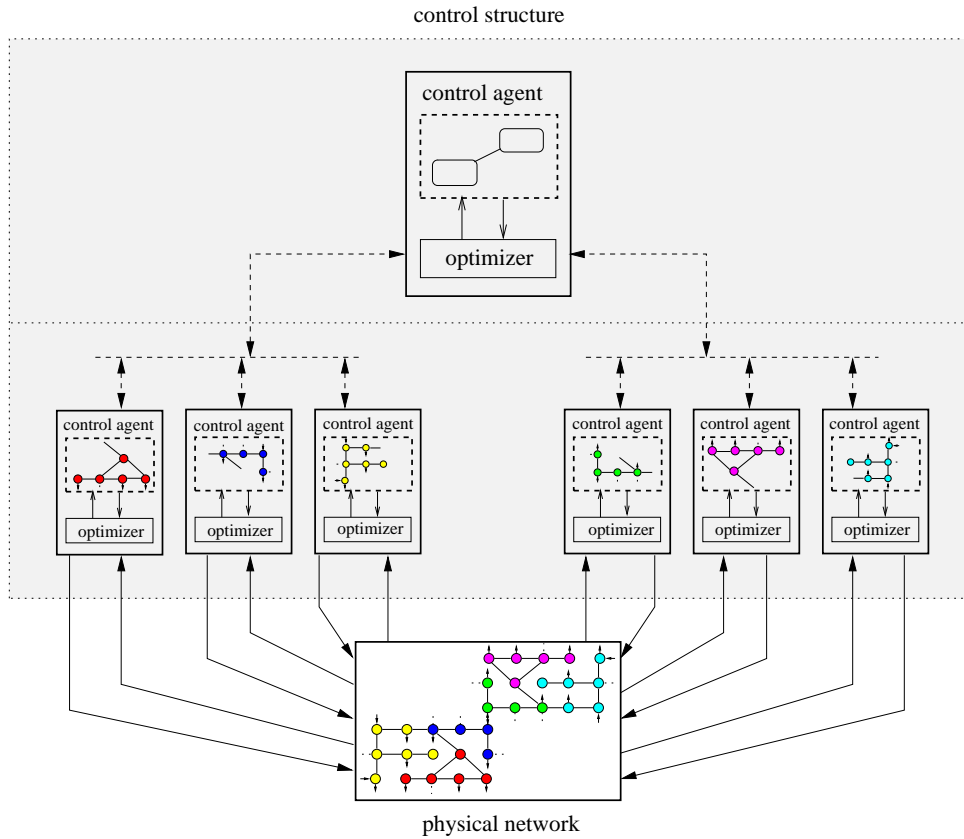 control structure
control agent
optimizer
control agent
control agent
control agent
control agent
control agent
control agent
optimizer
optimizer
optimizer
optimizer
optimizer
optimizer
physical network